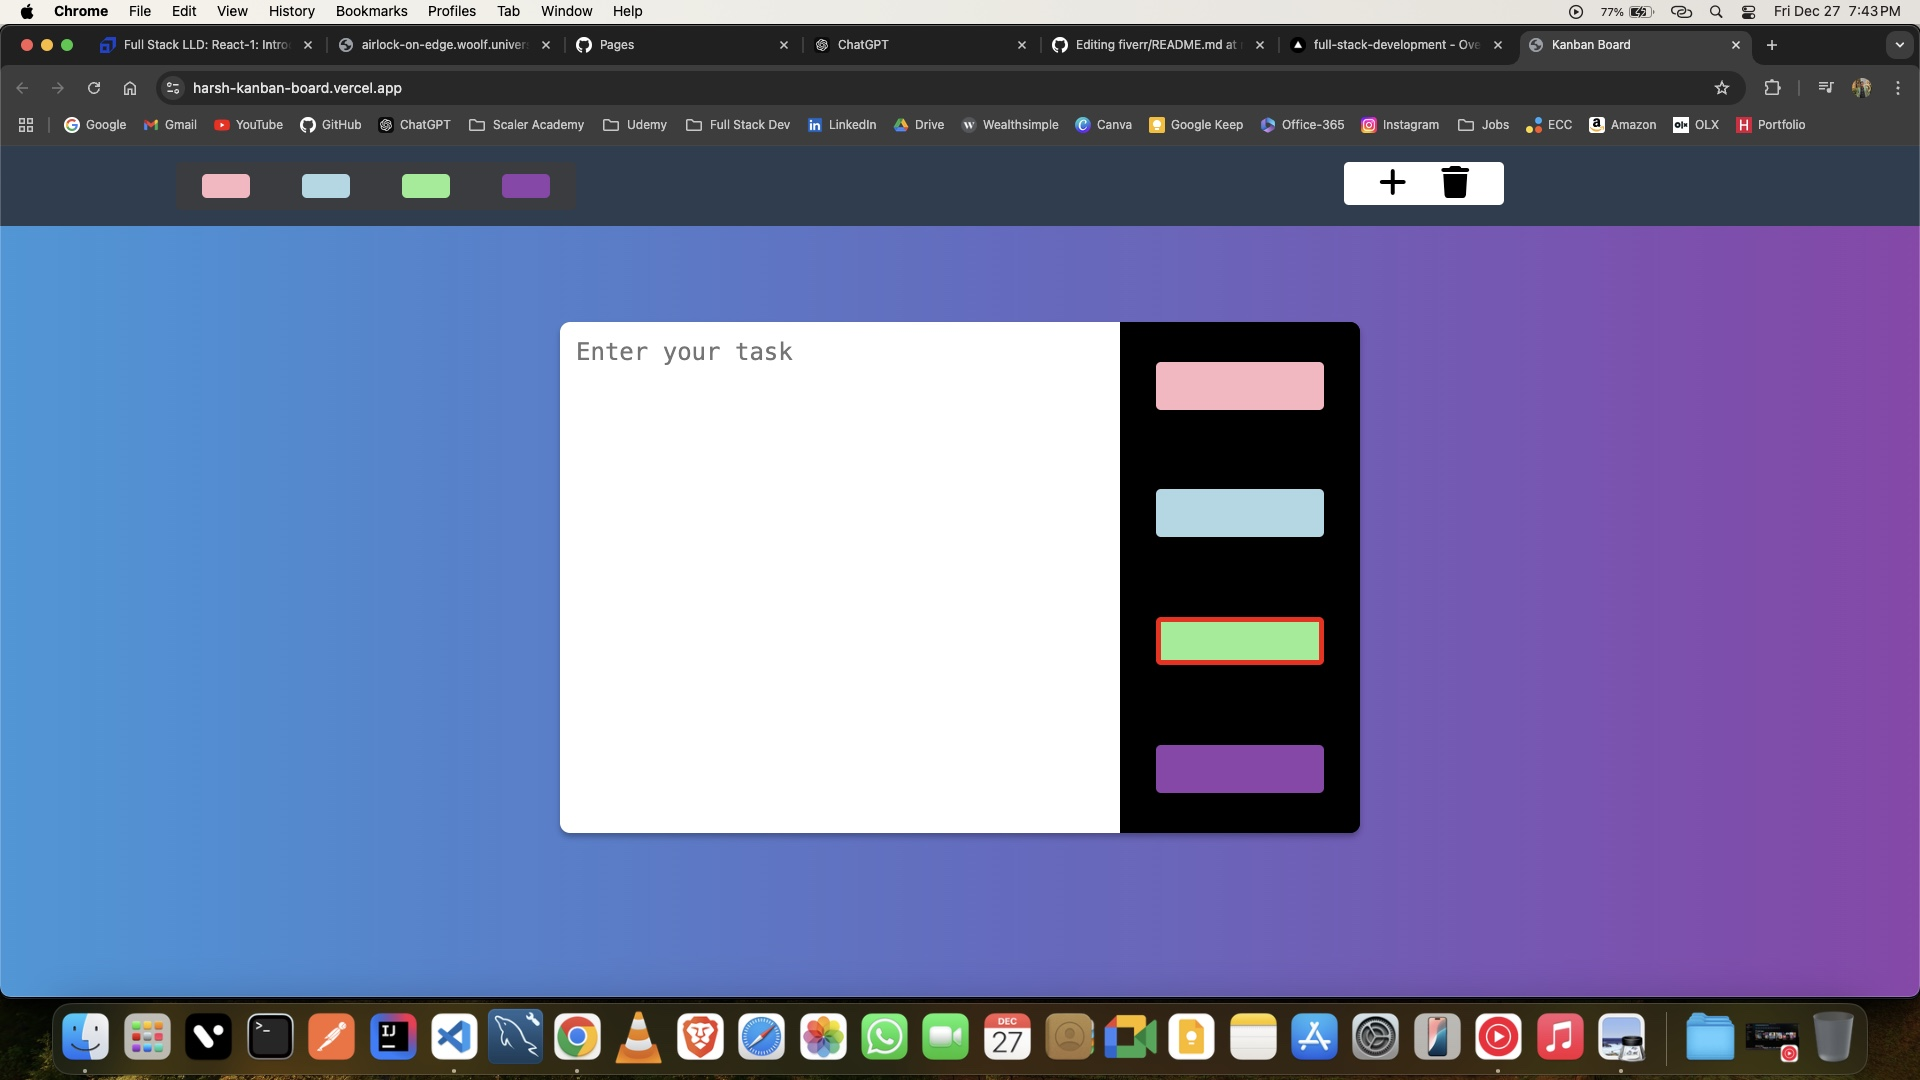 Chrome File Edit View History Bookmarks Profiles Tab Window Help 77% Fri Dec 27 7:43 PM
Full Stack LLD: React-1: Intro airlock-on-edge.woolf.univer Pages ChatGPT Editing fiverr/README.md at full-stack-development - Ove Kanban Board
harsh-kanban-board.vercel.app
Google Gmail YouTube GitHub ChatGPT Scaler Academy Udemy Full Stack Dev LinkedIn Drive Wealthsimple Canva Google Keep Office-365 Instagram Jobs ECC Amazon OLX Portfolio
Enter your task
DEC
27